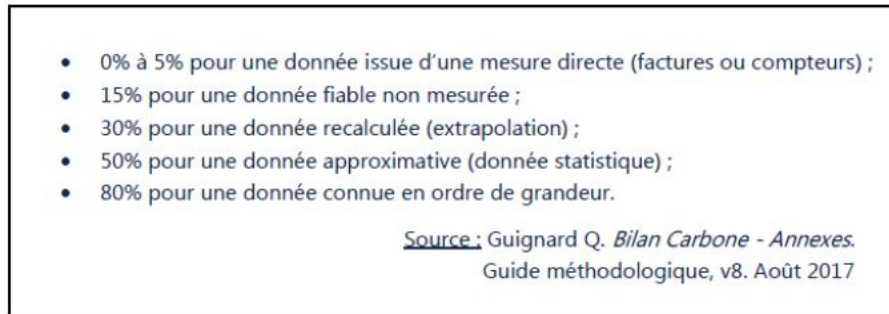 • 0% à 5% pour une donnée issue d'une mesure directe (factures ou compteurs) ;
• 15% pour une donnée fiable non mesurée ;
• 30% pour une donnée recalculée (extrapolation) ;
• 50% pour une donnée approximative (donnée statistique) ;
• 80% pour une donnée connue en ordre de grandeur.
Source : Guignard Q. Bilan Carbone - Annexes.
Guide méthodologique, v8. Août 2017